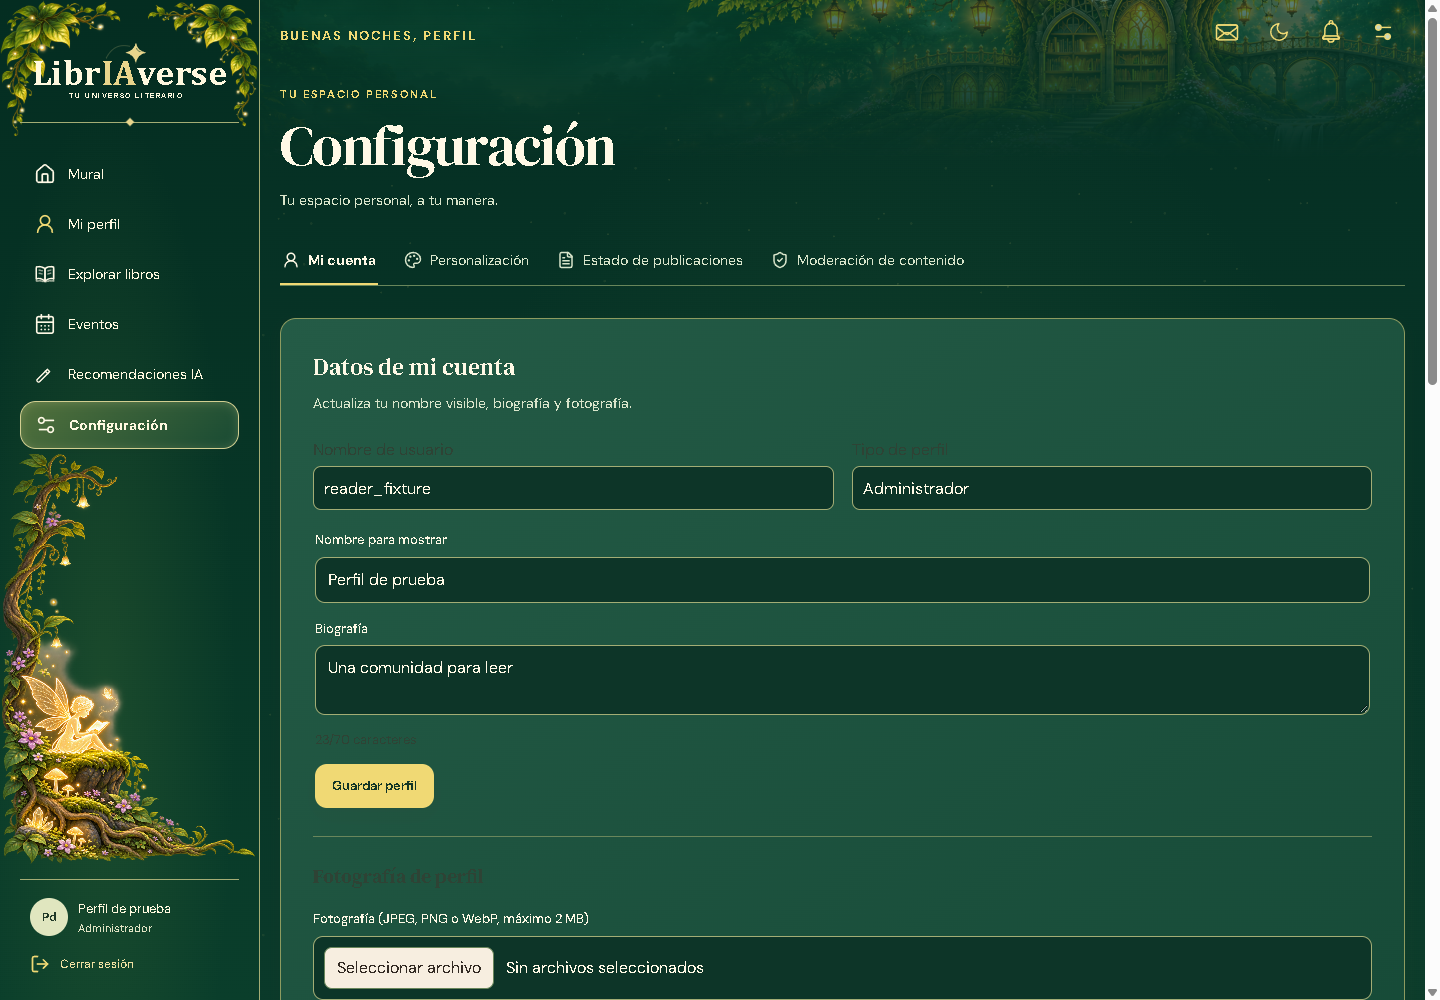 LibrIAverse
TU UNIVERSO LITERARIO
Mural
Mi perfil
Explorar libros
Eventos
Recomendaciones IA
Configuración
Pd
Perfil de prueba
Administrador
Cerrar sesión
BUENAS NOCHES, PERFIL
TU ESPACIO PERSONAL
Configuración
Tu espacio personal, a tu manera.
Mi cuenta
Personalización
Estado de publicaciones
Moderación de contenido
Datos de mi cuenta
Actualiza tu nombre visible, biografía y fotografía.
Nombre de usuario
Tipo de perfil
reader_fixture
Administrador
Nombre para mostrar
Perfil de prueba
Biografía
Una comunidad para leer
23/70 caracteres
Guardar perfil
Fotografía de perfil
Fotografía (JPEG, PNG o WebP, máximo 2 MB)
Seleccionar archivo
Sin archivos seleccionados